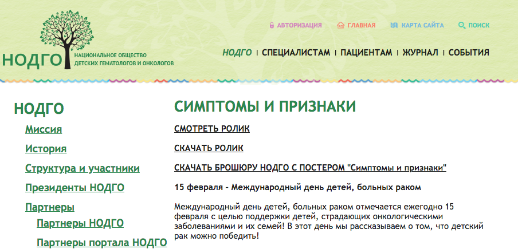 АВТОРИЗАЦИЯ ГЛАВНАЯ КАРТА САЙТА ПОИСК
НОДГО
НАЦИОНАЛЬНОЕ ОБЩЕСТВО
ДЕТСКИХ ГЕМАТОЛОГОВ И ОНКОЛОГОВ
НОДГО | СПЕЦИАЛИСТАМ | ПАЦИЕНТАМ | ЖУРНАЛ | СОБЫТИЯ
НОДГО
Миссия
История
Структура и участники
Президенты НОДГО
Партнеры
Партнеры НОДГО
Партнеры портала НОДГО
СИМПТОМЫ И ПРИЗНАКИ
СМОТРЕТЬ РОЛИК
СКАЧАТЬ РОЛИК
СКАЧАТЬ БРОШЮРУ НОДГО С ПОСТЕРОМ "Симптомы и признаки"
15 февраля - Международный день детей, больных раком
Международный день детей, больных раком отмечается ежегодно 15
февраля с целью поддержки детей, страдающих онкологическими
заболеваниями и их семей! В этот день мы рассказываем о том, что детский
рак можно победить!